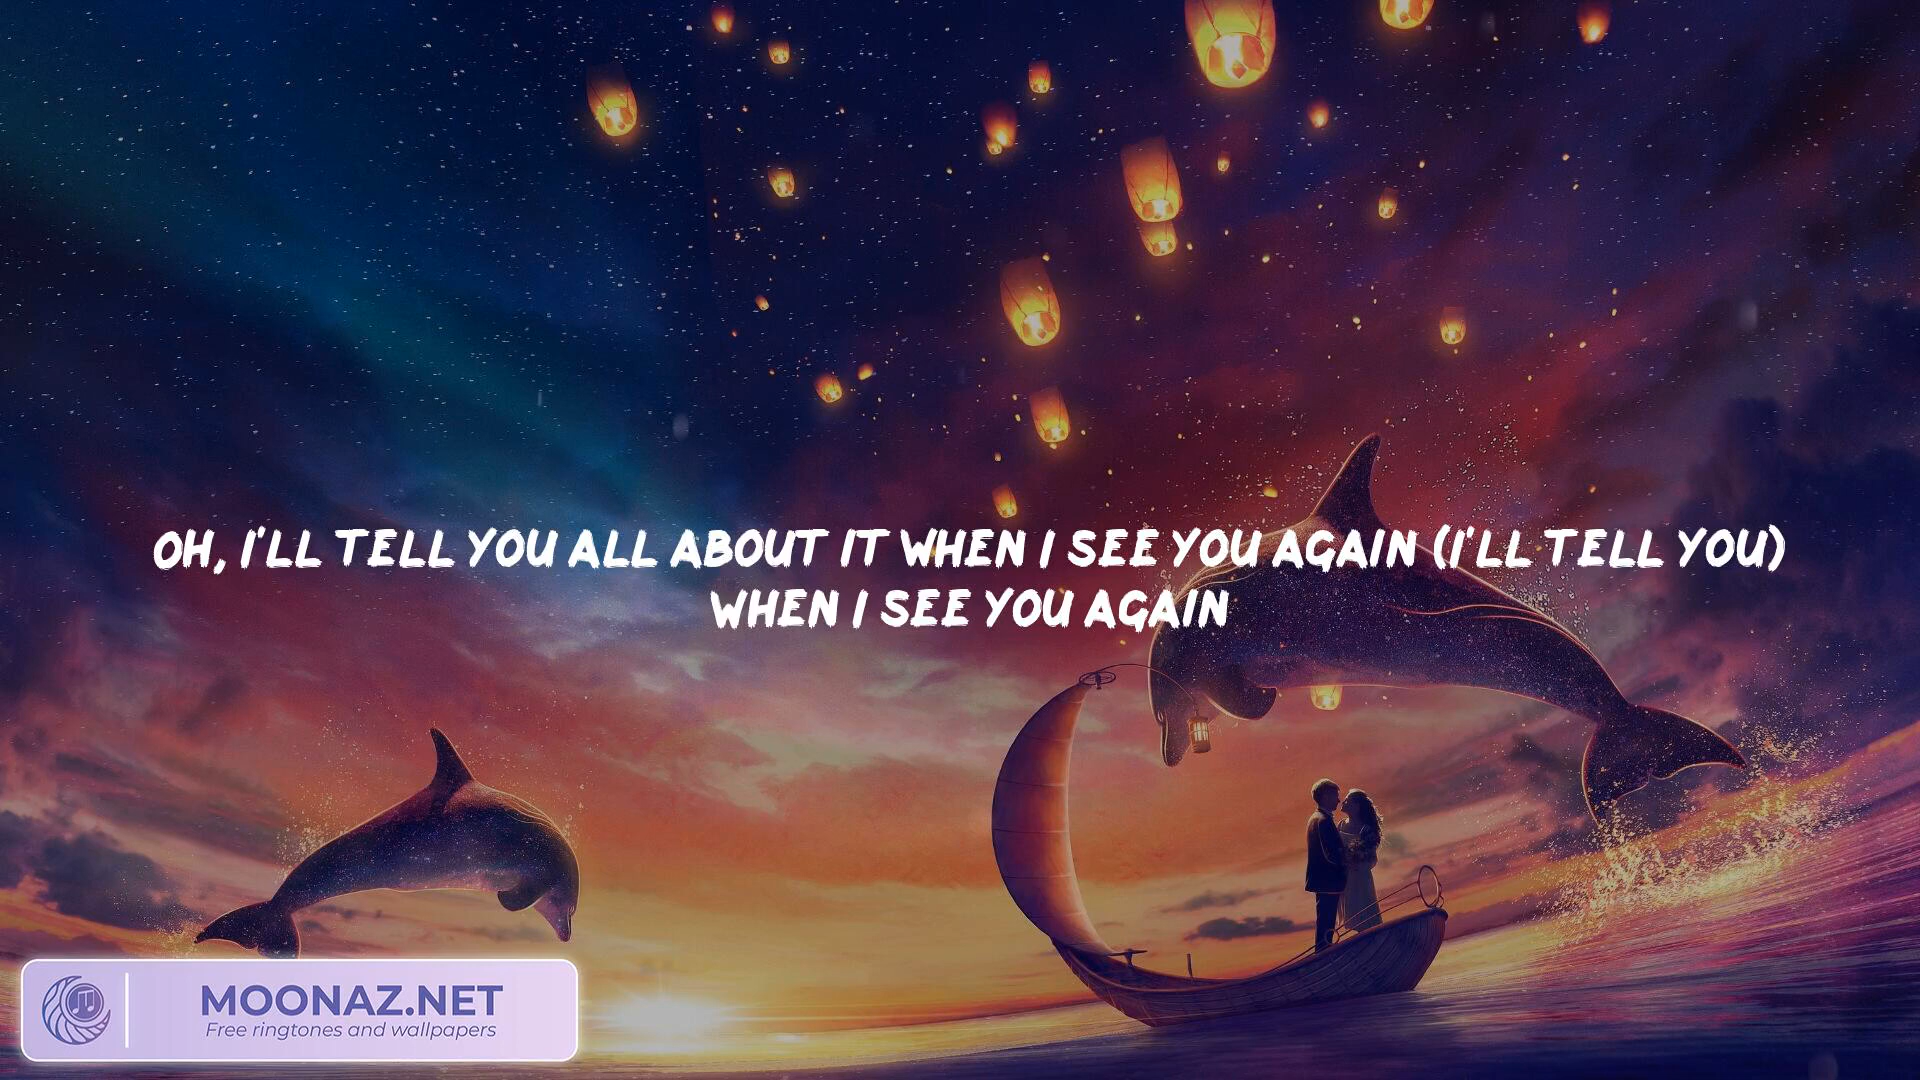 OH, I'LL TELL YOU ALL ABOUT IT WHEN I SEE YOU AGAIN (I'LL TELL YOU)
WHEN I SEE YOU AGAIN
MOONAZ.NET
Free ringtones and wallpapers